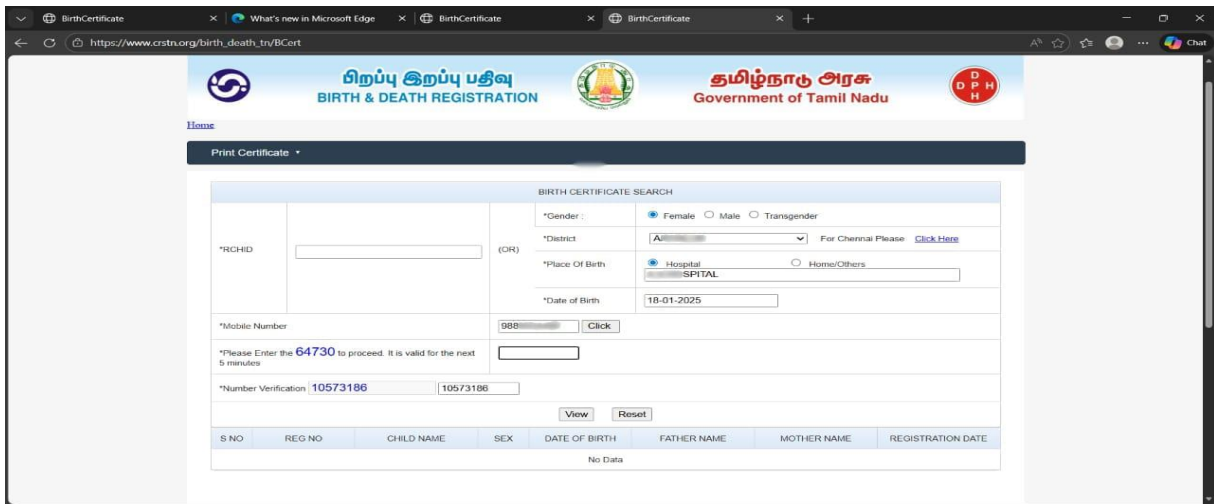 BirthCertificate
What's new in Microsoft Edge
BirthCertificate
BirthCertificate
https://www.crstn.org/birth_death_tn/BCert
Chat
பிறப்பு இறப்பு பதிவு
BIRTH & DEATH REGISTRATION
தமிழ்நாடு அரசு
Government of Tamil Nadu
D
D P H
H
Home
Print Certificate
BIRTH CERTIFICATE SEARCH
*RCHID
(OR)
*Gender : Female Male Transgender
*District For Chennai Please Click Here
*Place Of Birth Hospital Home/Others
SPITAL
*Date of Birth 18-01-2025
*Mobile Number 988 Click
*Please Enter the 64730 to proceed. It is valid for the next
5 minutes
*Number Verification 10573186 10573186
View Reset
S NO REG NO CHILD NAME SEX DATE OF BIRTH FATHER NAME MOTHER NAME REGISTRATION DATE
No Data